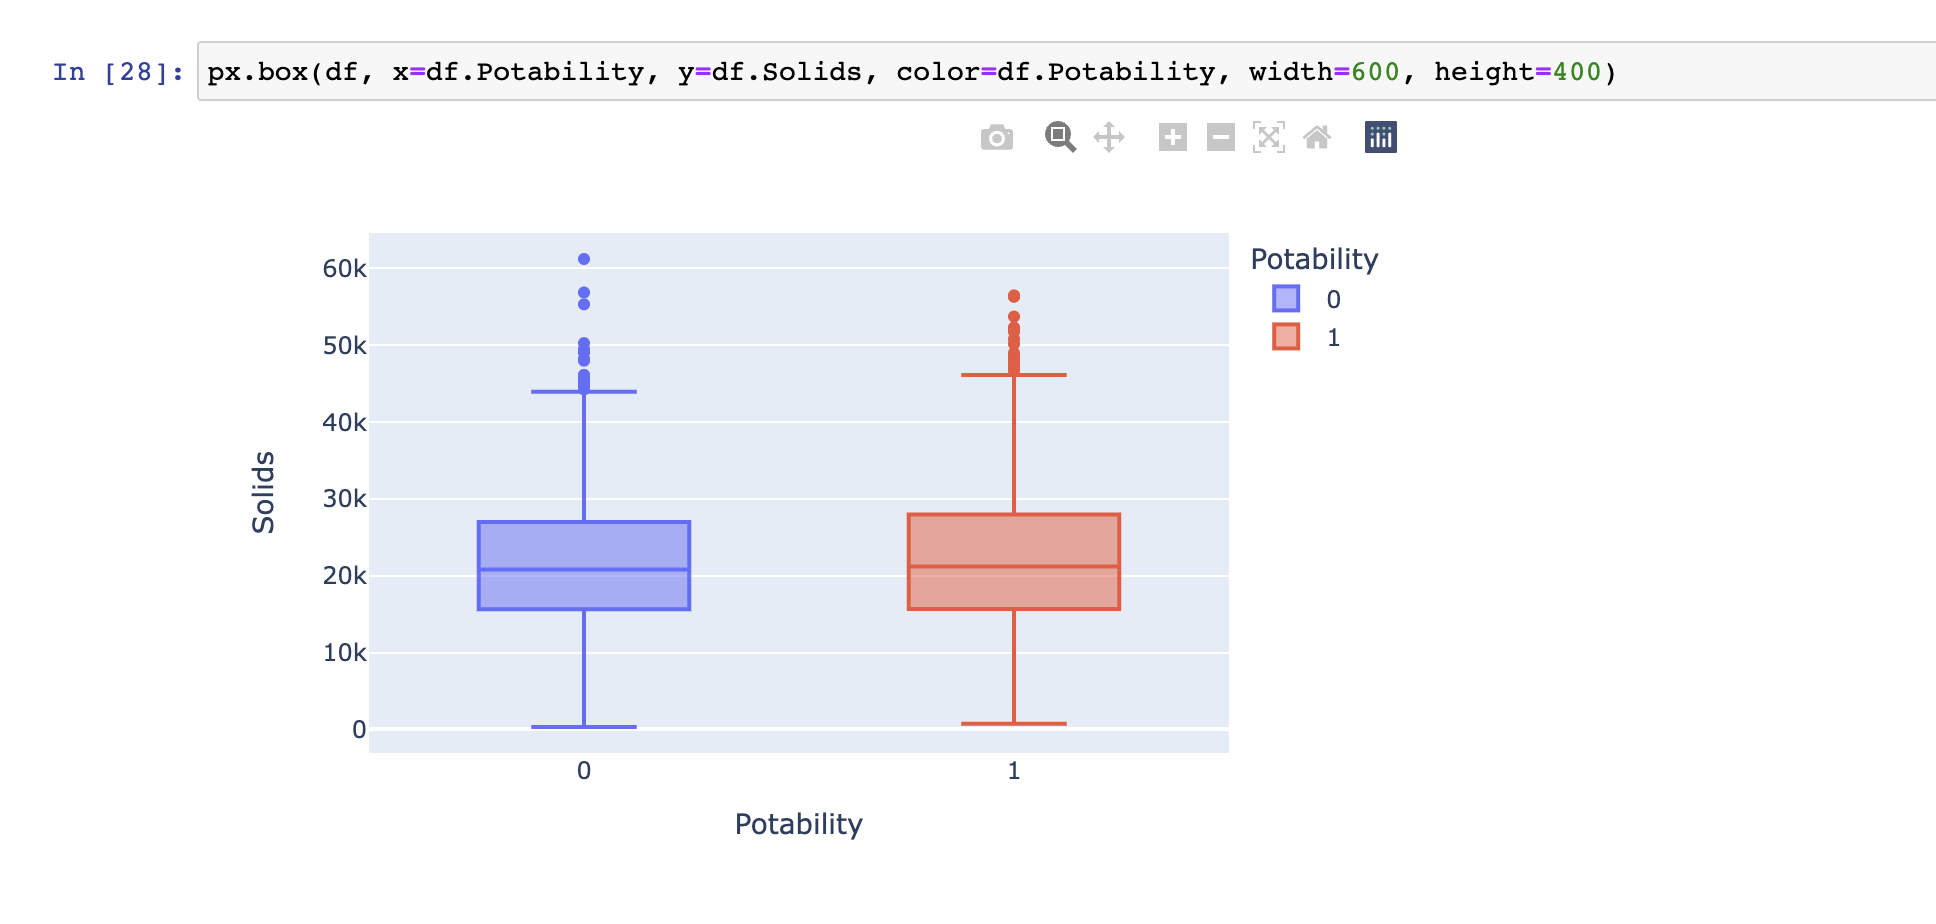 In [28]: px.box(df, x=df.Potability, y=df.Solids, color=df.Potability, width=600, height=400)
Potability
0
1
60k
50k
40k
30k
20k
10k
0
Solids
0 1
Potability